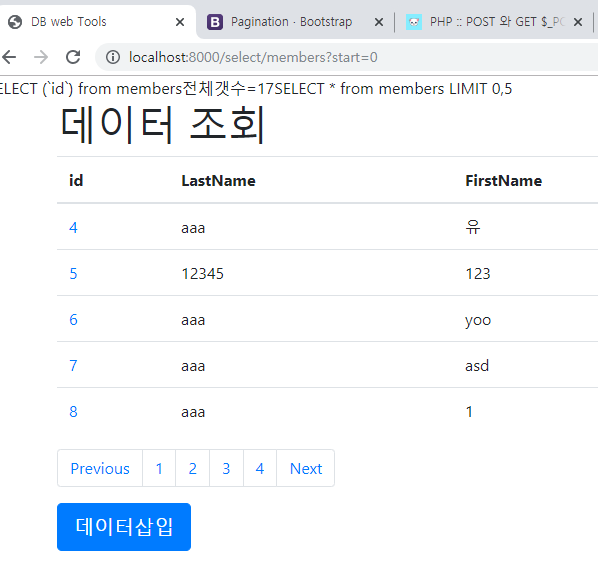 DB web Tools
Pagination · Bootstrap
PHP :: POST 와 GET $_PO
localhost:8000/select/members?start=0
ELECT (`id`) from members전체갯수=17SELECT * from members LIMIT 0,5
데이터 조회
id LastName FirstName
4 aaa 유
5 12345 123
6 aaa yoo
7 aaa asd
8 aaa 1
Previous 1 2 3 4 Next
데이터삽입